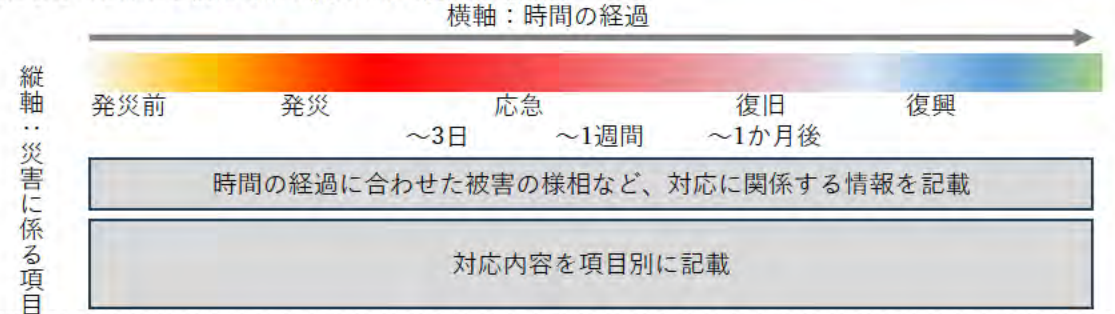 横軸：時間の経過
縦軸：災害に係る項目
発災前 発災 応急 復旧 復興
～3日 ～1週間 ～1か月後
時間の経過に合わせた被害の様相など、対応に関係する情報を記載
対応内容を項目別に記載